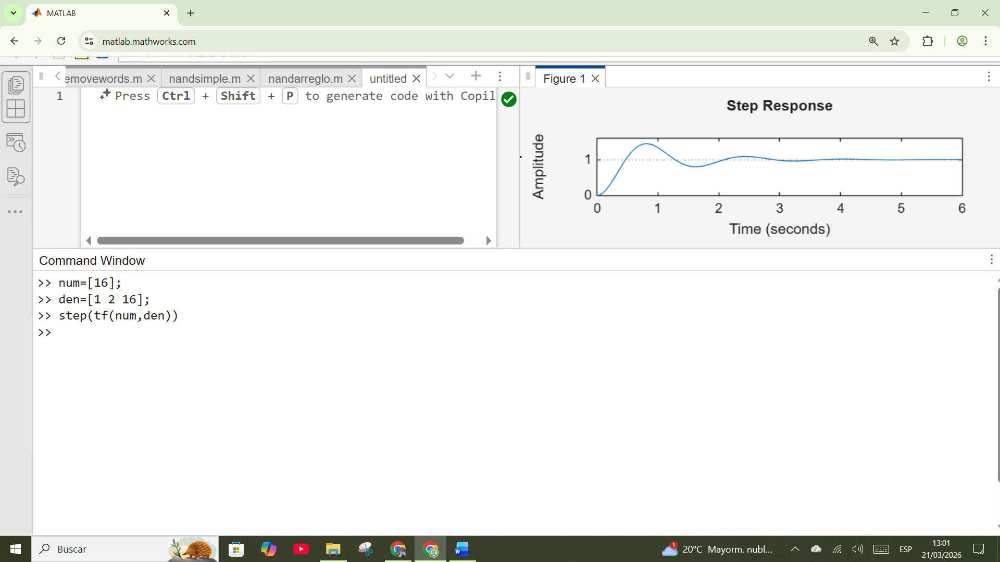 MATLAB
matlab.mathworks.com
emovewords.m
nandsimple.m
nandarreglo.m
untitled
Figure 1
1
Press Ctrl + Shift + P to generate code with Copil
Step Response
Amplitude
1
0
0 1 2 3 4 5 6
Time (seconds)
Command Window
>> num=[16];
>> den=[1 2 16];
>> step(tf(num,den))
>>
Buscar
1
20°C Mayorm. nubl...
ESP
13:01
21/03/2026